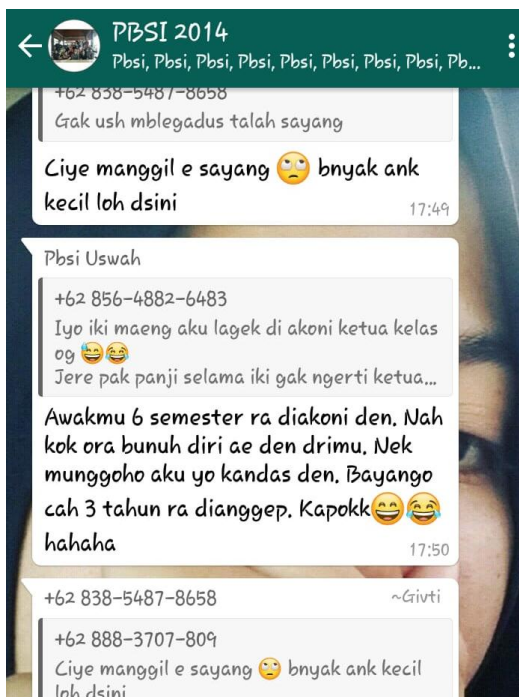 PBSI 2014
Pbsi, Pbsi, Pbsi, Pbsi, Pbsi, Pbsi, Pbsi, Pbsi, Pb...
+62 838-5487-8658
Gak ush mblegadus talah sayang
Ciye manggil e sayang 🙄 bnyak ank
kecil loh dsini
17:49
Pbsi Uswah
+62 856-4882-6483
Iyo iki maeng aku lagek di akoni ketua kelas
og 😅😂
Jere pak panji selama iki gak ngerti ketua...
Awakmu 6 semester ra diakoni den. Nah
kok ora bunuh diri ae den drimu. Nek
munggoho aku yo kandas den. Bayango
cah 3 tahun ra dianggep. Kapokk😄😂
hahaha
17:50
+62 838-5487-8658 ~Givti
+62 888-3707-809
Ciye manggil e sayang 🙄 bnyak ank kecil
loh dsini